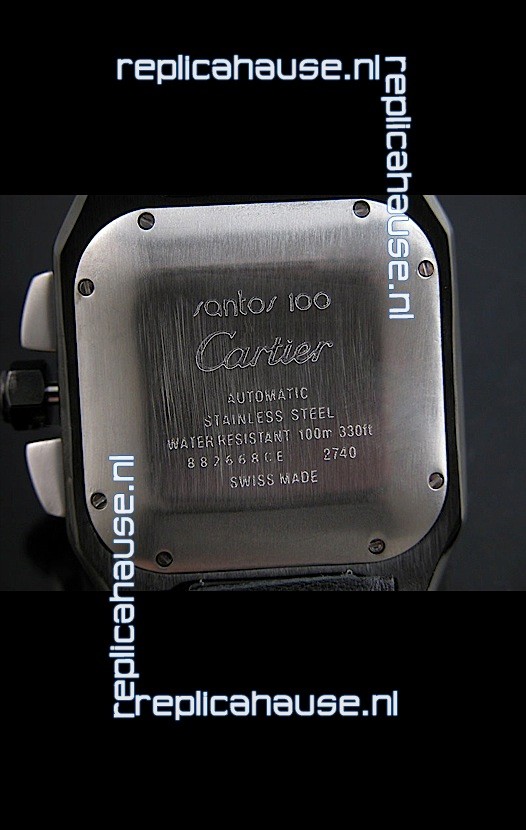 replicahause.nl
replicahause.nl
santos 100
Cartier
AUTOMATIC
STAINLESS STEEL
WATER RESISTANT 100m 330ft
882668CE 2740
SWISS MADE
replicahause.nl
replicahause.nl